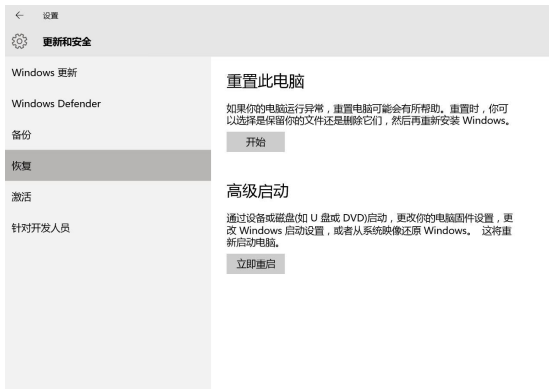 设置
更新和安全
Windows 更新
Windows Defender
备份
恢复
激活
针对开发人员
重置此电脑
如果你的电脑运行异常，重置电脑可能会有所帮助。重置时，你可
以选择是保留你的文件还是删除它们，然后再重新安装 Windows。
开始
高级启动
通过设备或磁盘(如 U 盘或 DVD)启动，更改你的电脑固件设置，更
改 Windows 启动设置，或者从系统映像还原 Windows。 这将重
新启动电脑。
立即重启